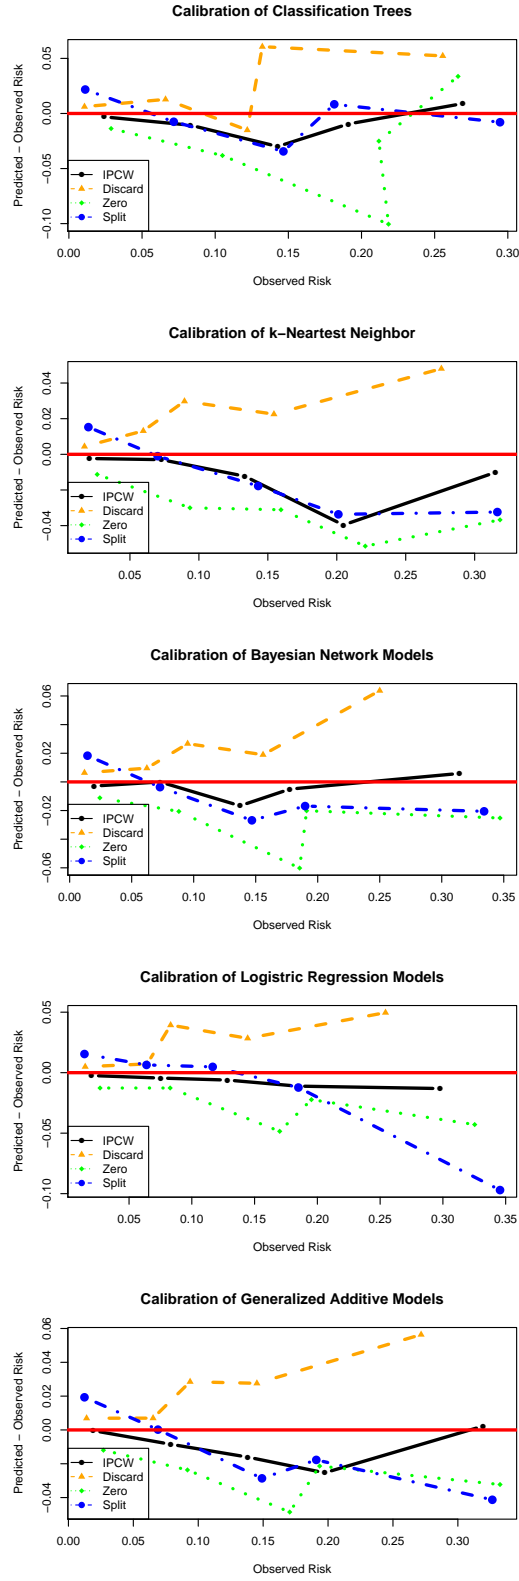 Calibration of Classification Trees
Predicted − Observed Risk
0.05
0.00
−0.05
−0.10
IPCW
Discard
Zero
Split
0.00 0.05 0.10 0.15 0.20 0.25 0.30
Observed Risk
Calibration of k−Neartest Neighbor
Predicted − Observed Risk
0.04
0.02
0.00
−0.04
IPCW
Discard
Zero
Split
0.05 0.10 0.15 0.20 0.25 0.30
Observed Risk
Calibration of Bayesian Network Models
Predicted − Observed Risk
0.06
0.02
−0.02
−0.06
IPCW
Discard
Zero
Split
0.00 0.05 0.10 0.15 0.20 0.25 0.30 0.35
Observed Risk
Calibration of Logistric Regression Models
Predicted − Observed Risk
0.05
0.00
−0.05
−0.10
IPCW
Discard
Zero
Split
0.05 0.10 0.15 0.20 0.25 0.30 0.35
Observed Risk
Calibration of Generalized Additive Models
Predicted − Observed Risk
0.06
0.04
0.02
0.00
−0.04
IPCW
Discard
Zero
Split
0.00 0.05 0.10 0.15 0.20 0.25 0.30
Observed Risk